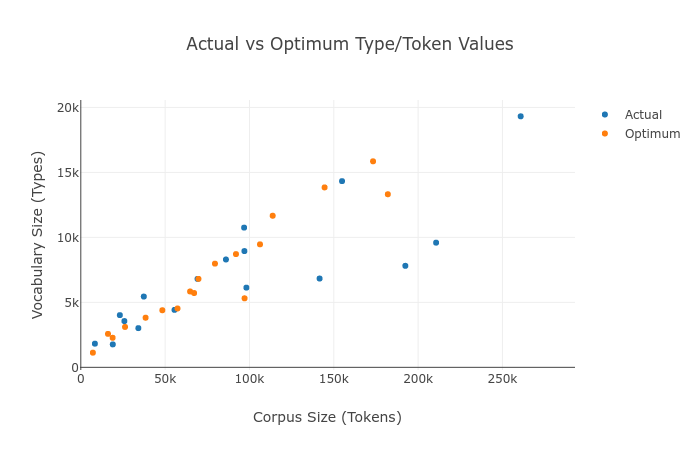 Actual vs Optimum Type/Token Values
Actual
Optimum
Vocabulary Size (Types)
20k
15k
10k
5k
0
0
50k
100k
150k
200k
250k
Corpus Size (Tokens)